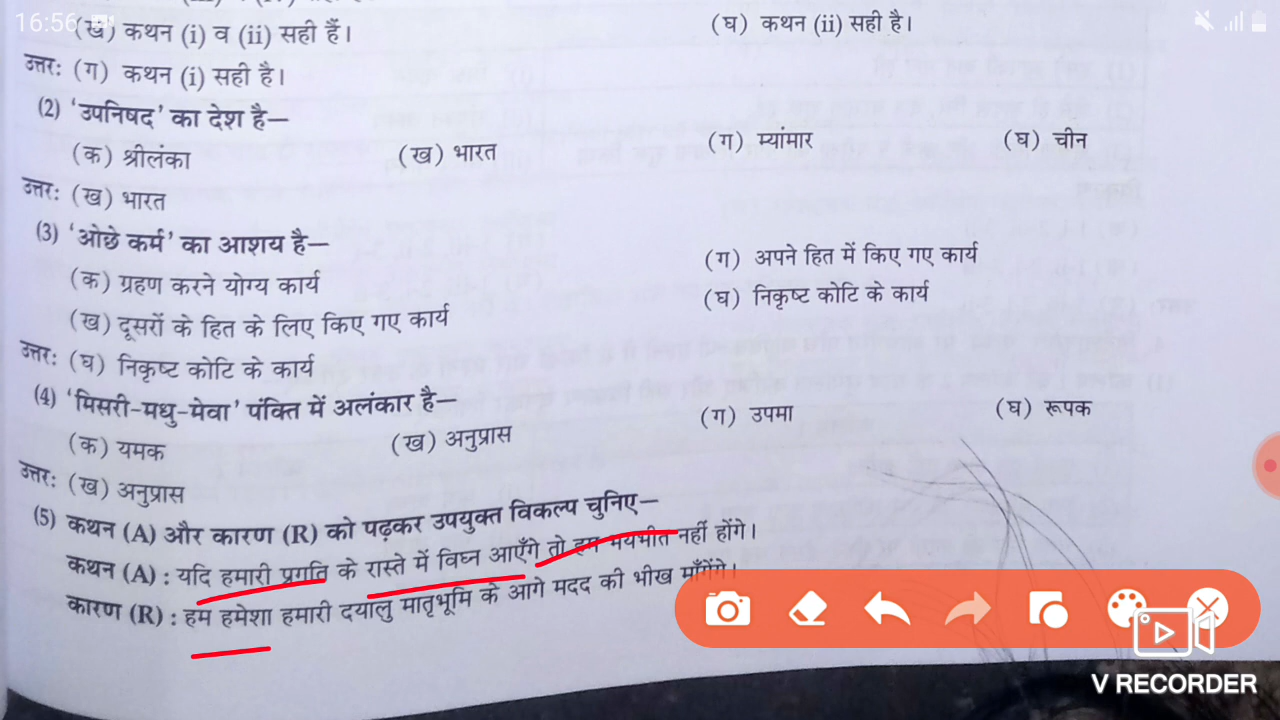 16:56
(ख) कथन (i) व (ii) सही हैं।
(घ) कथन (ii) सही है।
उत्तर: (ग) कथन (i) सही है।
(2) ‘उपनिषद’ का देश है—
(क) श्रीलंका (ख) भारत (ग) म्यांमार (घ) चीन
उत्तर: (ख) भारत
(3) ‘ओछे कर्म’ का आशय है—
(क) ग्रहण करने योग्य कार्य (ग) अपने हित में किए गए कार्य
(ख) दूसरों के हित के लिए किए गए कार्य (घ) निकृष्ट कोटि के कार्य
उत्तर: (घ) निकृष्ट कोटि के कार्य
(4) ‘मिसरी-मधु-मेवा’ पंक्ति में अलंकार है—
(क) यमक (ख) अनुप्रास (ग) उपमा (घ) रूपक
उत्तर: (ख) अनुप्रास
(5) कथन (A) और कारण (R) को पढ़कर उपयुक्त विकल्प चुनिए—
कथन (A) : यदि हमारी प्रगति के रास्ते में विघ्न आएँगे तो हम भयभीत नहीं होंगे।
कारण (R) : हम हमेशा हमारी दयालु मातृभूमि के आगे मदद की भीख माँगेंगे।
V RECORDER